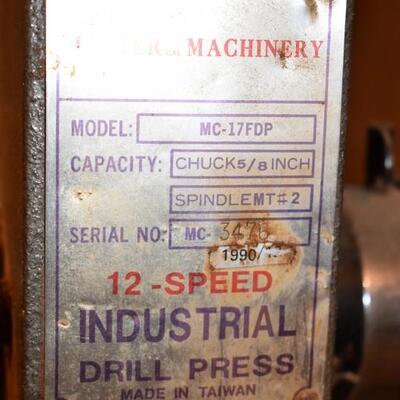 MACHINERY
MODEL: MC-17FDP
CAPACITY: CHUCK 5/8 INCH
SPINDLE MT#2
SERIAL NO: MC-
1990/
12-SPEED
INDUSTRIAL
DRILL PRESS
MADE IN TAIWAN